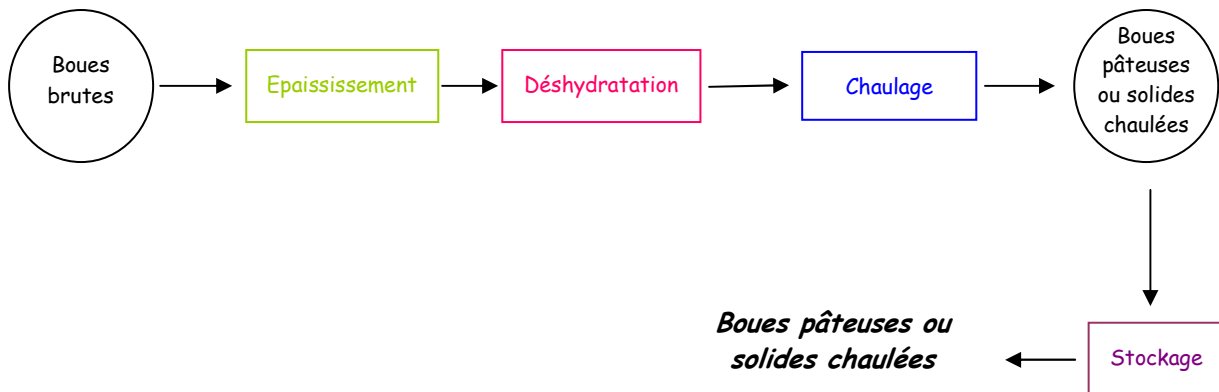 Boues
brutes
Epaississement
Déshydratation
Chaulage
Boues
pâteuses
ou solides
chaulées
Boues pâteuses ou
solides chaulées
Stockage